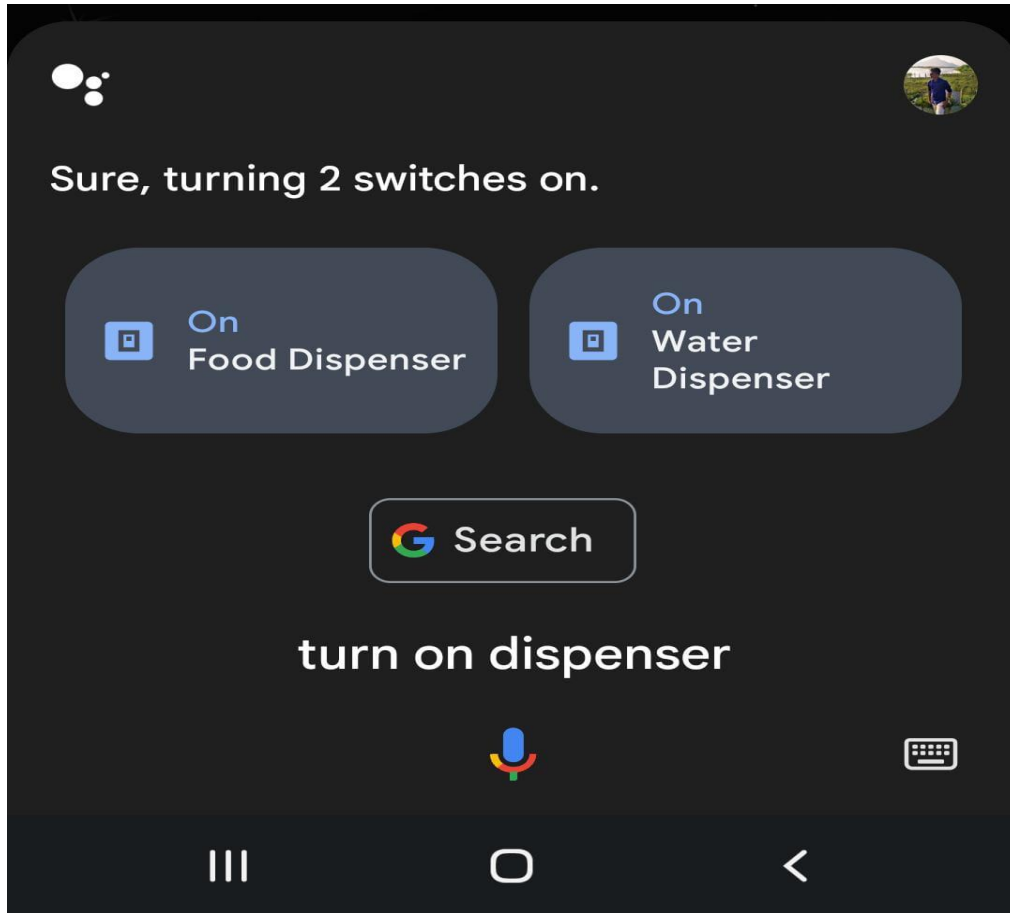 Sure, turning 2 switches on.
On
Food Dispenser
On
Water
Dispenser
Search
turn on dispenser